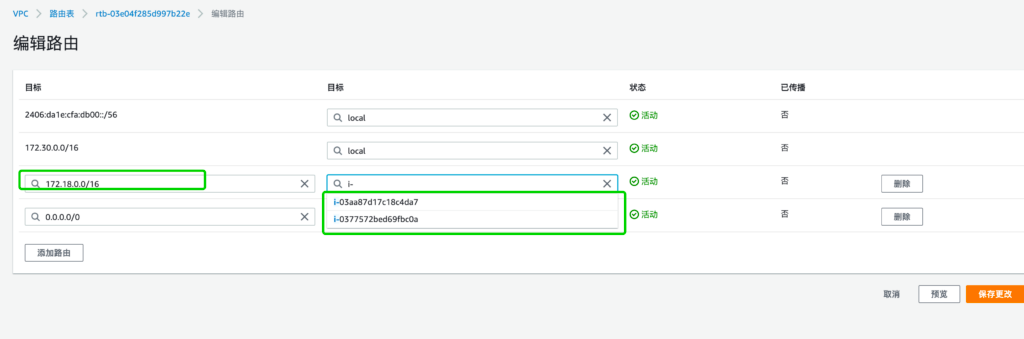 VPC > 路由表 > rtb-03e04f285d997b22e > 编辑路由
编辑路由
目标 目标 状态 已传播
2406:da1e:cfa:db00::/56 local 活动 否
172.30.0.0/16 local 活动 否
172.18.0.0/16 i- 活动 否 删除
i-03aa87d17c18c4da7
i-0377572bed69fbc0a
0.0.0.0/0 活动 否 删除
添加路由
取消 预览 保存更改